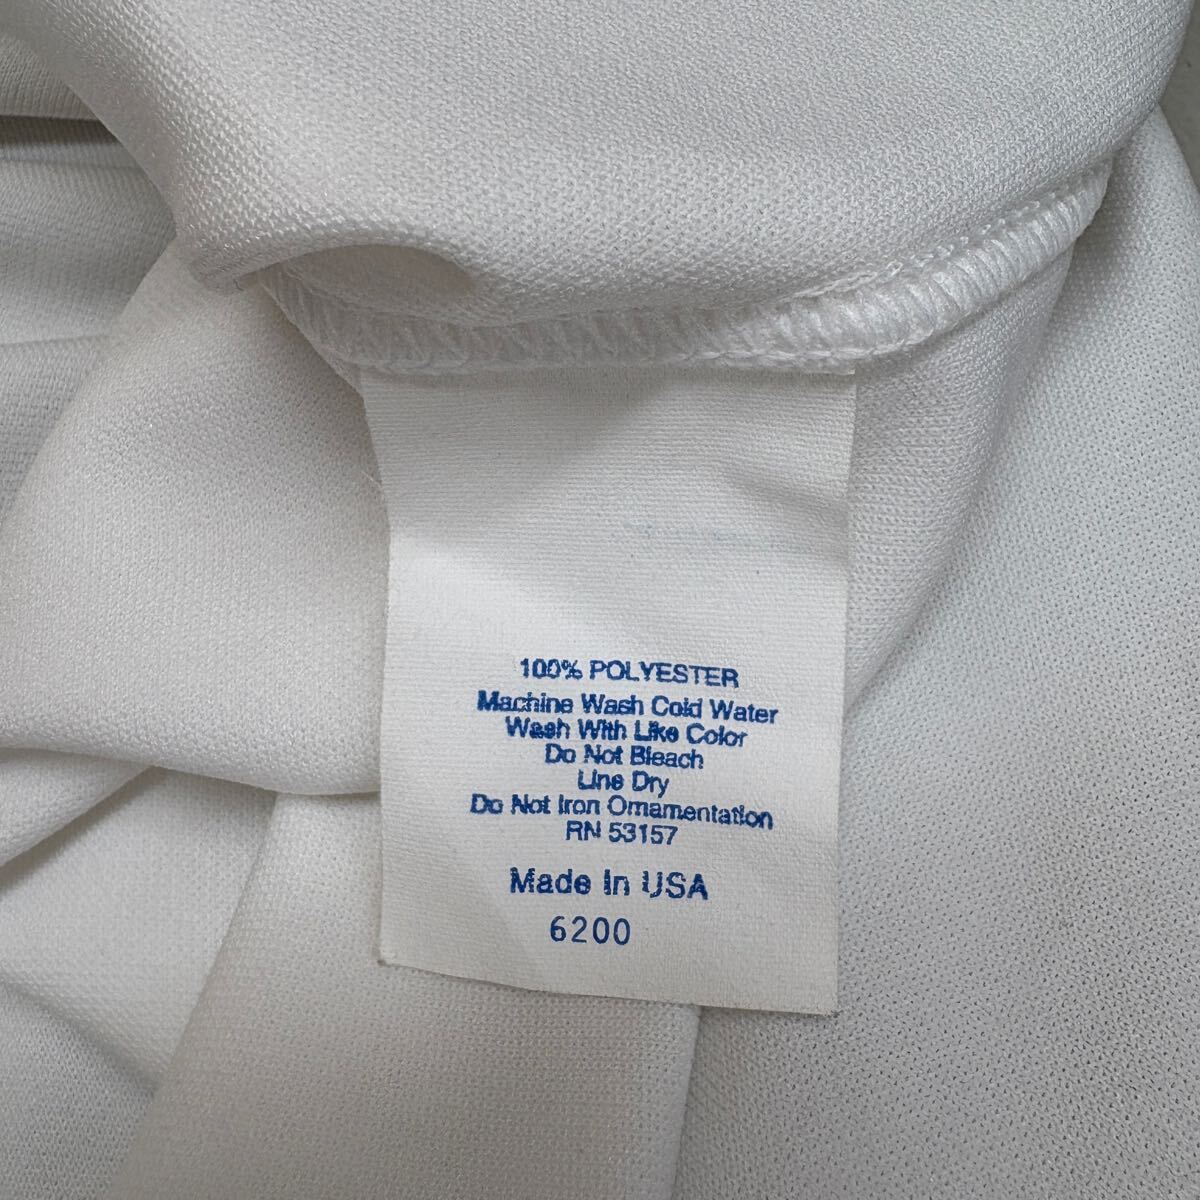 100% POLYESTER
Machine Wash Cold Water
Wash With Like Color
Do Not Bleach
Line Dry
Do Not Iron Ornamentation
RN 53157
Made In USA
6200